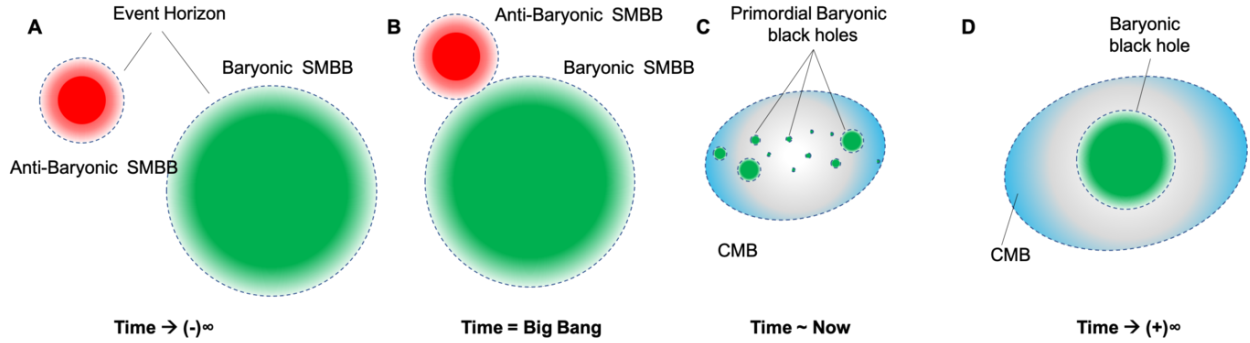 A
Event Horizon
Baryonic SMBB
Anti-Baryonic SMBB
Time → (-)∞
B
Anti-Baryonic SMBB
Baryonic SMBB
Time = Big Bang
C
Primordial Baryonic
black holes
CMB
Time ~ Now
D
Baryonic
black hole
CMB
Time → (+)∞